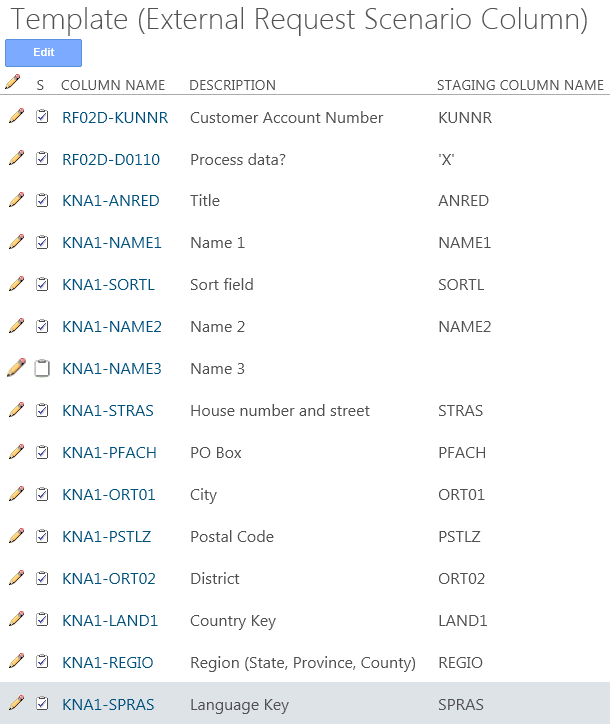 Template (External Request Scenario Column)
Edit
S COLUMN NAME DESCRIPTION STAGING COLUMN NAME
RF02D-KUNNR Customer Account Number KUNNR
RF02D-D0110 Process data? 'X'
KNA1-ANRED Title ANRED
KNA1-NAME1 Name 1 NAME1
KNA1-SORTL Sort field SORTL
KNA1-NAME2 Name 2 NAME2
KNA1-NAME3 Name 3
KNA1-STRAS House number and street STRAS
KNA1-PFACH PO Box PFACH
KNA1-ORT01 City ORT01
KNA1-PSTLZ Postal Code PSTLZ
KNA1-ORT02 District ORT02
KNA1-LAND1 Country Key LAND1
KNA1-REGIO Region (State, Province, County) REGIO
KNA1-SPRAS Language Key SPRAS